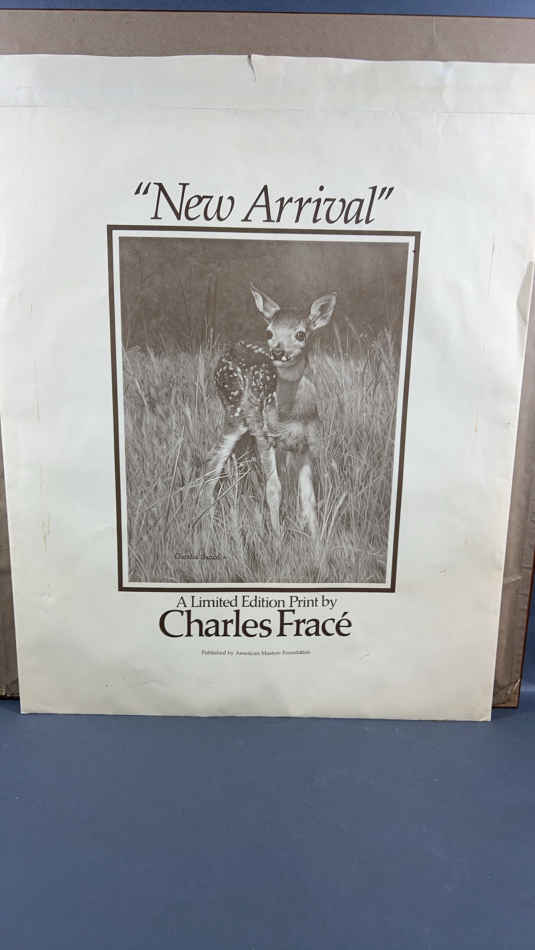 "New Arrival"
A Limited Edition Print by
Charles Fracé
Published by American Masters Foundation